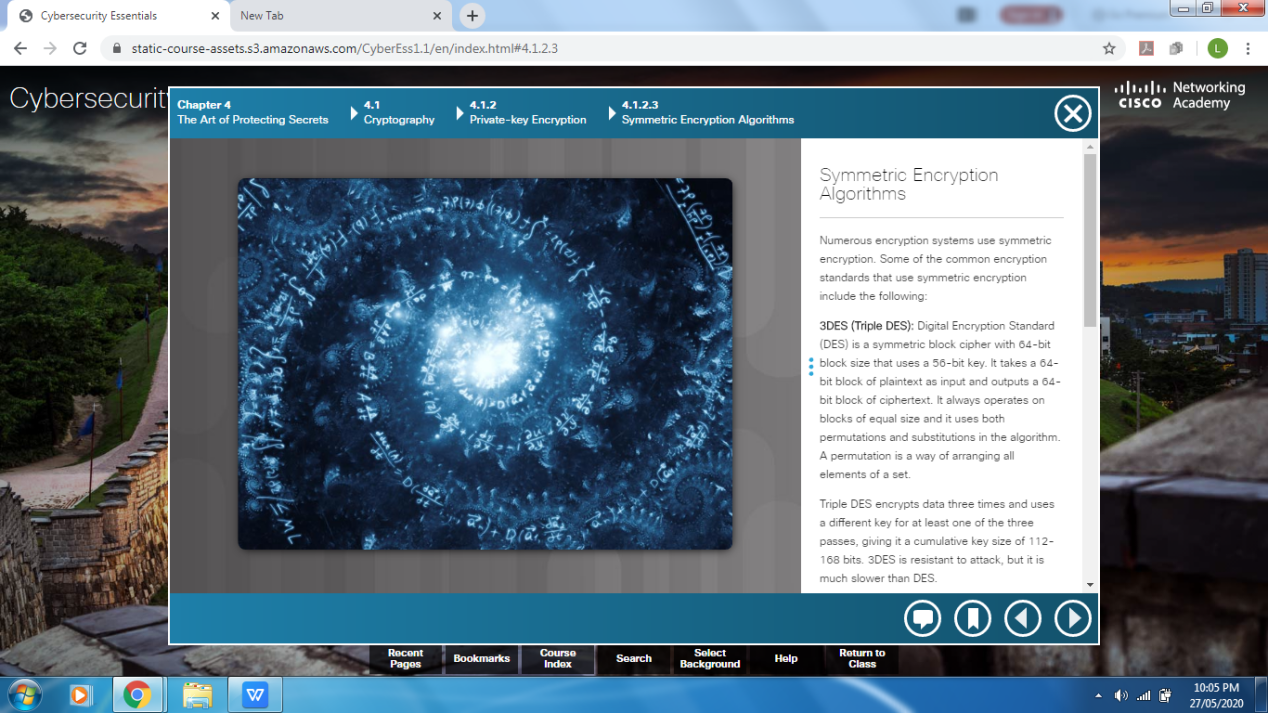 Cybersecurity Essentials
New Tab
static-course-assets.s3.amazonaws.com/CyberEss1.1/en/index.html#4.1.2.3
L
Cybersecurit
Chapter 4
The Art of Protecting Secrets
4.1
Cryptography
4.1.2
Private-key Encryption
4.1.2.3
Symmetric Encryption Algorithms
CISCO
Networking
Academy
Symmetric Encryption
Algorithms
Numerous encryption systems use symmetric
encryption. Some of the common encryption
standards that use symmetric encryption
include the following:
3DES (Triple DES): Digital Encryption Standard
(DES) is a symmetric block cipher with 64-bit
block size that uses a 56-bit key. It takes a 64-
bit block of plaintext as input and outputs a 64-
bit block of ciphertext. It always operates on
blocks of equal size and it uses both
permutations and substitutions in the algorithm.
A permutation is a way of arranging all
elements of a set.
Triple DES encrypts data three times and uses
a different key for at least one of the three
passes, giving it a cumulative key size of 112-
168 bits. 3DES is resistant to attack, but it is
much slower than DES.
Recent
Pages
Bookmarks
Course
Index
Search
Select
Background
Help
Return to
Class
W
10:05 PM
27/05/2020